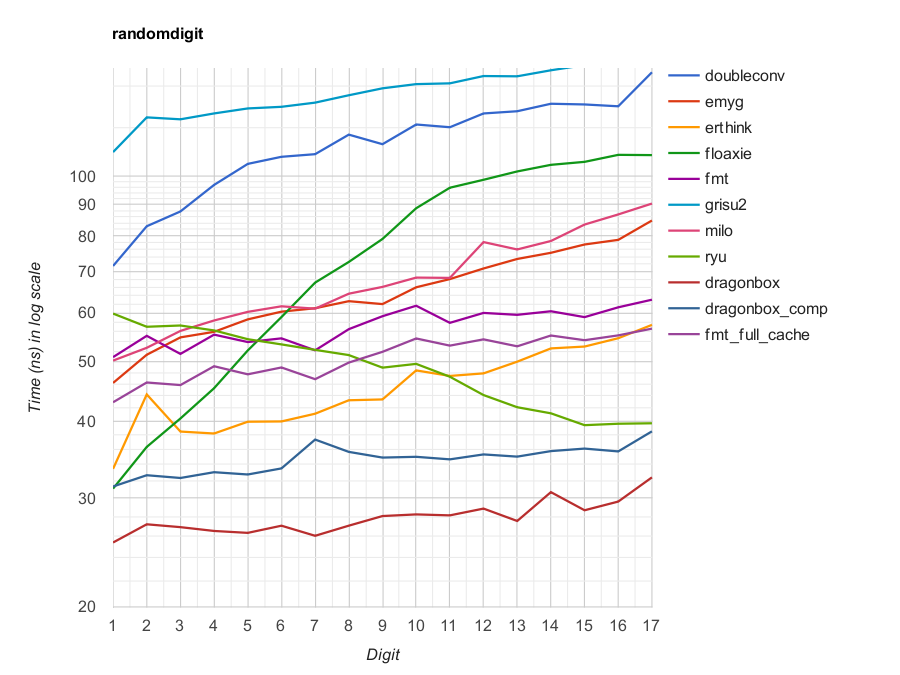 randomdigit
Time (ns) in log scale
100
90
80
70
60
50
40
30
20
1 2 3 4 5 6 7 8 9 10 11 12 13 14 15 16 17
Digit
doubleconv
emyg
erthink
floaxie
fmt
grisu2
milo
ryu
dragonbox
dragonbox_comp
fmt_full_cache